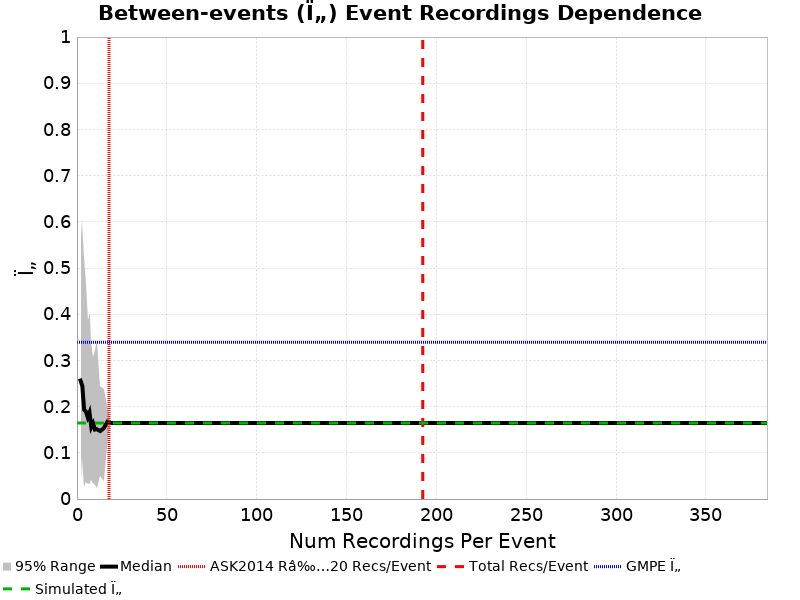 Between-events (Ï„) Event Recordings Dependence
1
0.9
0.8
0.7
0.6
0.5
0.4
0.3
0.2
0.1
0
Ï„
0 50 100 150 200 250 300 350
Num Recordings Per Event
95% Range Median ASK2014 Râ‰…20 Recs/Event Total Recs/Event GMPE Ï„
Simulated Ï„